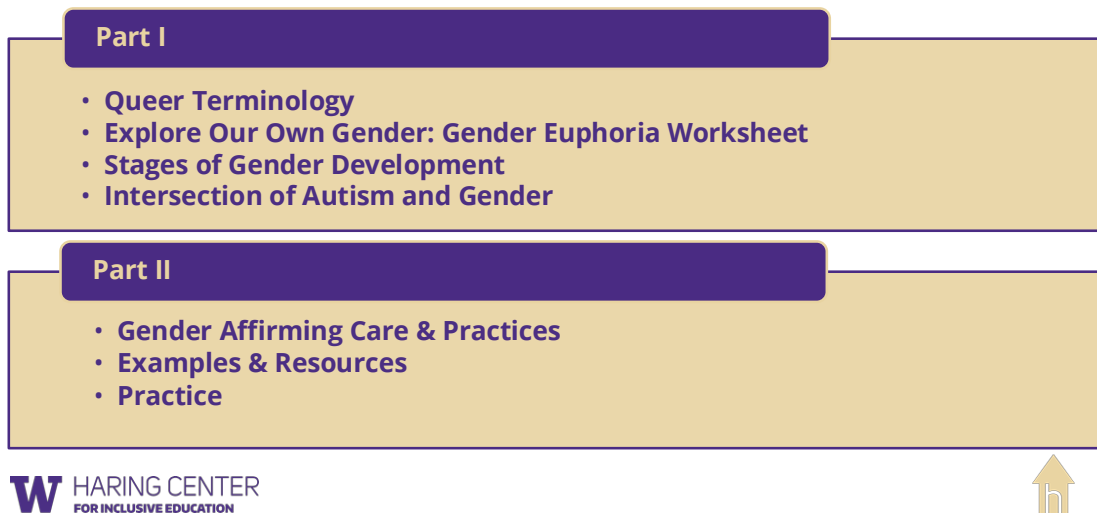 Part I
• Queer Terminology
• Explore Our Own Gender: Gender Euphoria Worksheet
• Stages of Gender Development
• Intersection of Autism and Gender
Part II
• Gender Affirming Care & Practices
• Examples & Resources
• Practice
W HARING CENTER
FOR INCLUSIVE EDUCATION
h